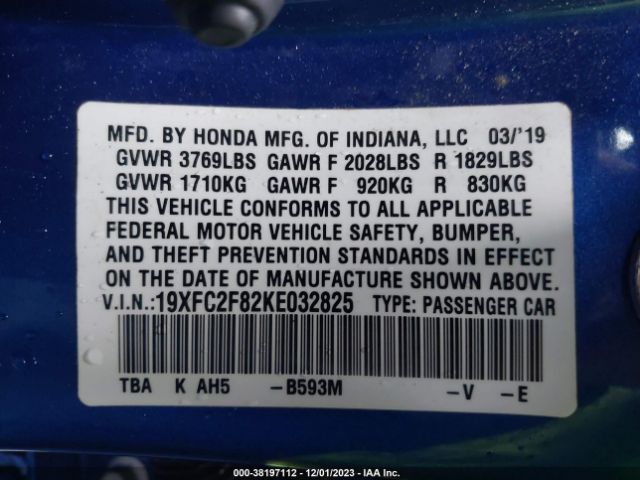 MFD. BY HONDA MFG. OF INDIANA, LLC 03/'19
GVWR 3769LBS GAWR F 2028LBS R 1829LBS
GVWR 1710KG GAWR F 920KG R 830KG
THIS VEHICLE CONFORMS TO ALL APPLICABLE
FEDERAL MOTOR VEHICLE SAFETY, BUMPER,
AND THEFT PREVENTION STANDARDS IN EFFECT
ON THE DATE OF MANUFACTURE SHOWN ABOVE.
V.I.N.:19XFC2F82KE032825 TYPE: PASSENGER CAR
TBA K AH5 –B593M –V –E
000-38197112 - 12/01/2023 - IAAI.com